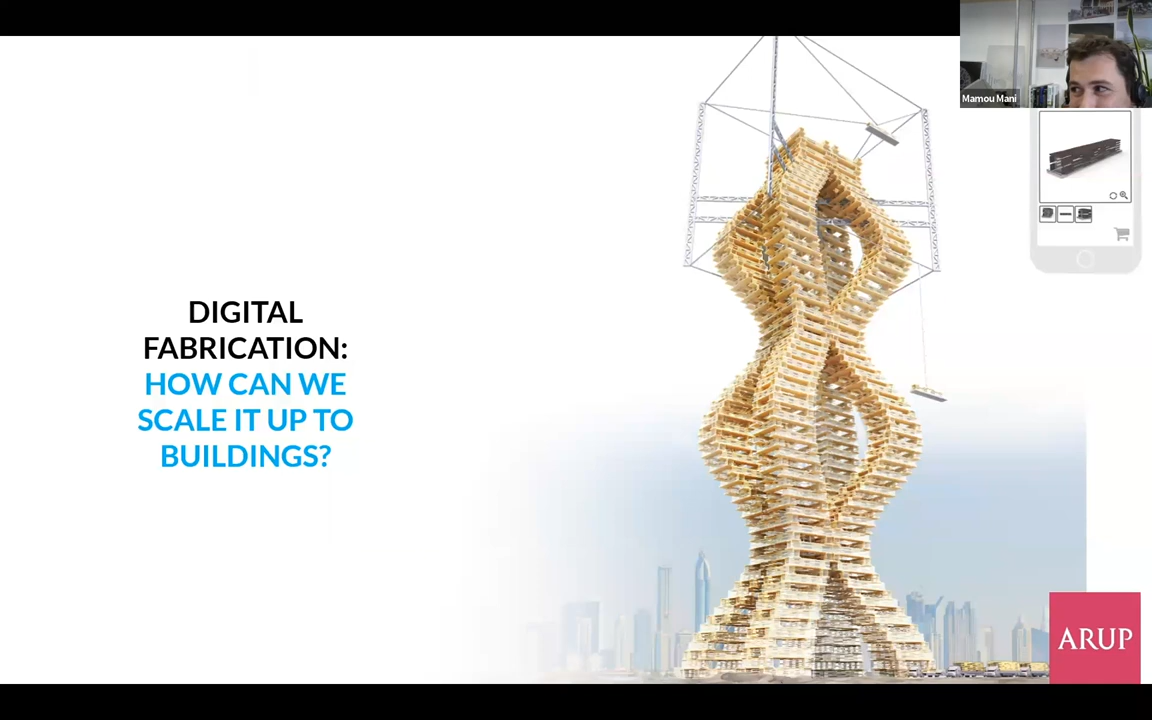 Mamou Mani
DIGITAL
FABRICATION:
HOW CAN WE
SCALE IT UP TO
BUILDINGS?
ARUP